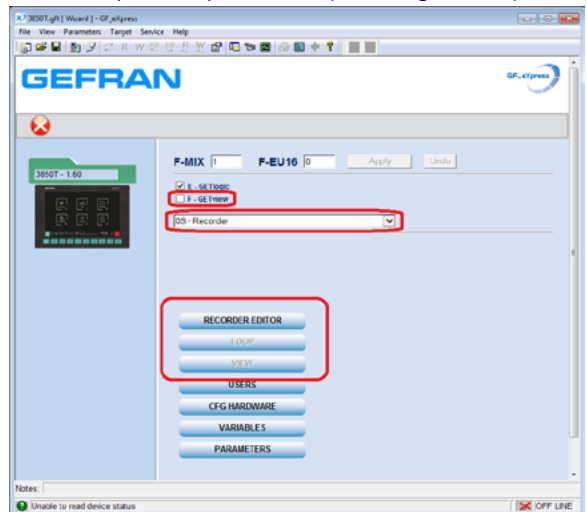 3850T.gft [ Wizard ] - GF_eXpress
File View Parameters Target Service Help
R W
GEFRAN
GF_eXpress
3850T - 1.60
F-MIX 1 F-EU16 0 Apply Undo
E - GETlogic
F - GETview
0S - Recorder
RECORDER EDITOR
LOOP
VIEW
USERS
CFG HARDWARE
VARIABLES
PARAMETERS
Notes:
Unable to read device status OFF LINE